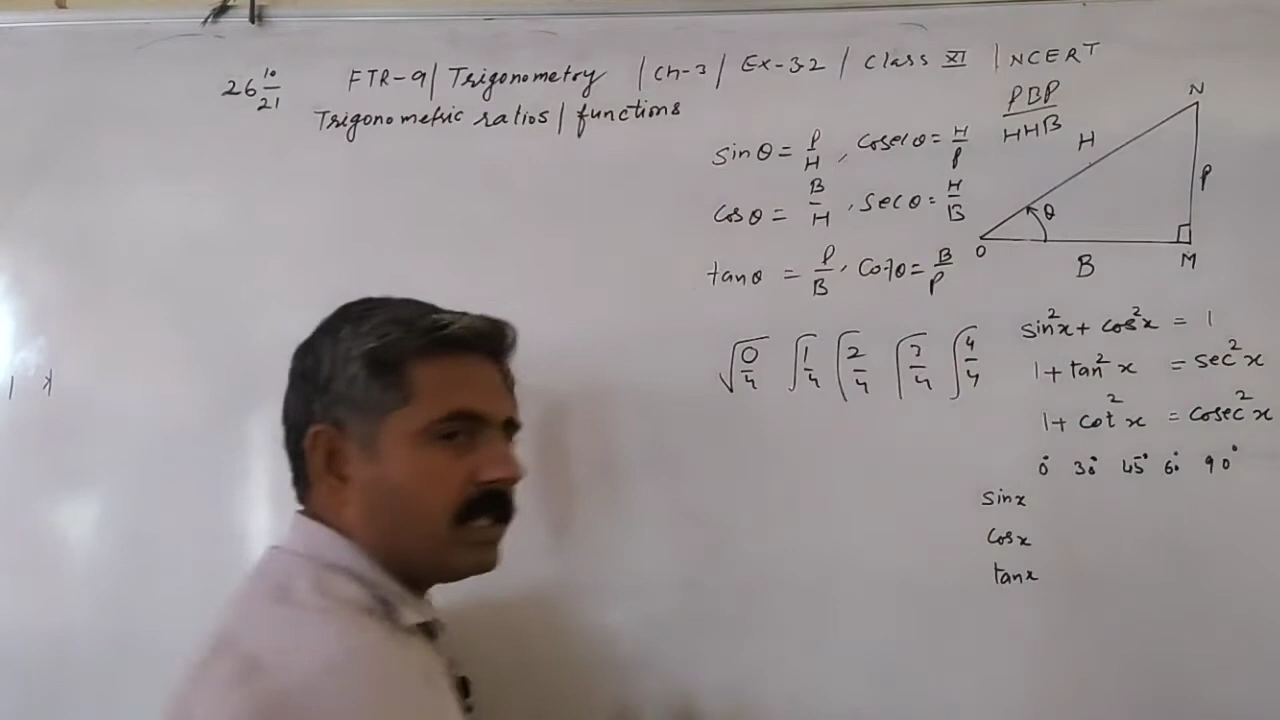 26 10/21 FTR-9 | Trigonometry | Ch-3 | Ex-3.2 | Class XI | NCERT
Trigonometric ratios | functions
PBP
HHB
sinθ = P/H , cosecθ = H/P
cosθ = B/H , secθ = H/B
tanθ = P/B , cotθ = B/P
N
H
P
θ
O
B
M
√0/4 √1/4 √2/4 √3/4 √4/4
sin²x + cos²x = 1
1 + tan²x = sec²x
1 + cot²x = cosec²x
0° 30° 45° 60° 90°
sinx
cosx
tanx